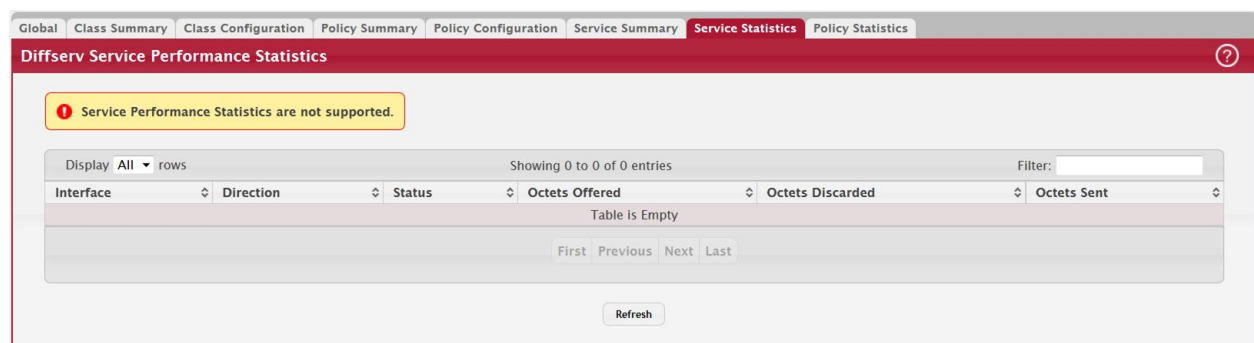 Global Class Summary Class Configuration Policy Summary Policy Configuration Service Summary Service Statistics Policy Statistics
Diffserv Service Performance Statistics ?
! Service Performance Statistics are not supported.
Display All rows Showing 0 to 0 of 0 entries Filter:
Interface Direction Status Octets Offered Octets Discarded Octets Sent
Table is Empty
First Previous Next Last
Refresh